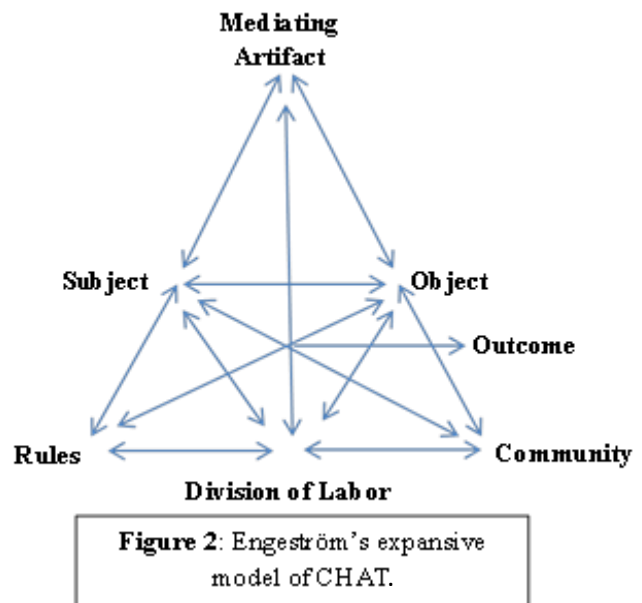 Mediating
Artifact
Subject
Object
Outcome
Rules
Community
Division of Labor
Figure 2: Engeström’s expansive
model of CHAT.